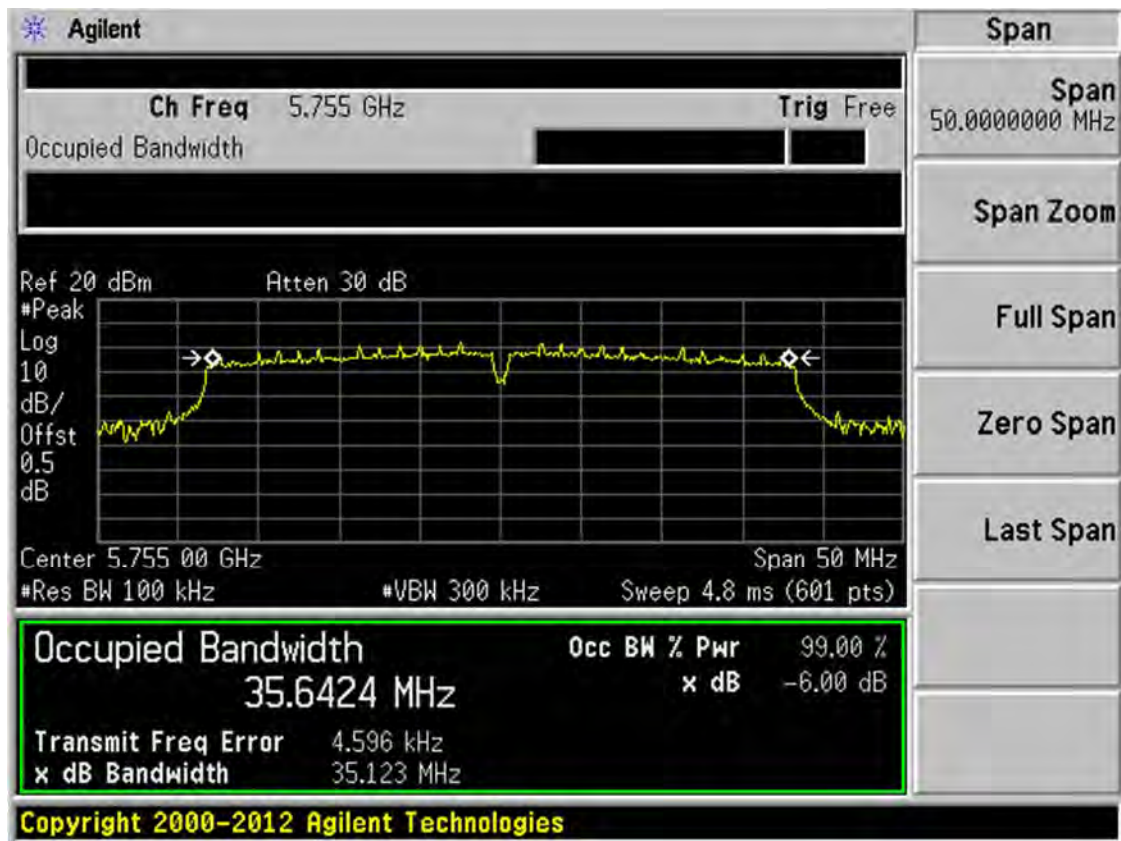 Agilent
Span
Ch Freq 5.755 GHz Trig Free
Occupied Bandwidth
Span
50.0000000 MHz
Span Zoom
Full Span
Zero Span
Last Span
Ref 20 dBm Atten 30 dB
#Peak
Log
10
dB/
Offst
0.5
dB
Center 5.755 00 GHz Span 50 MHz
#Res BW 100 kHz #VBW 300 kHz Sweep 4.8 ms (601 pts)
Occupied Bandwidth
35.6424 MHz
Occ BW % Pwr 99.00 %
x dB -6.00 dB
Transmit Freq Error 4.596 kHz
x dB Bandwidth 35.123 MHz
Copyright 2000-2012 Agilent Technologies